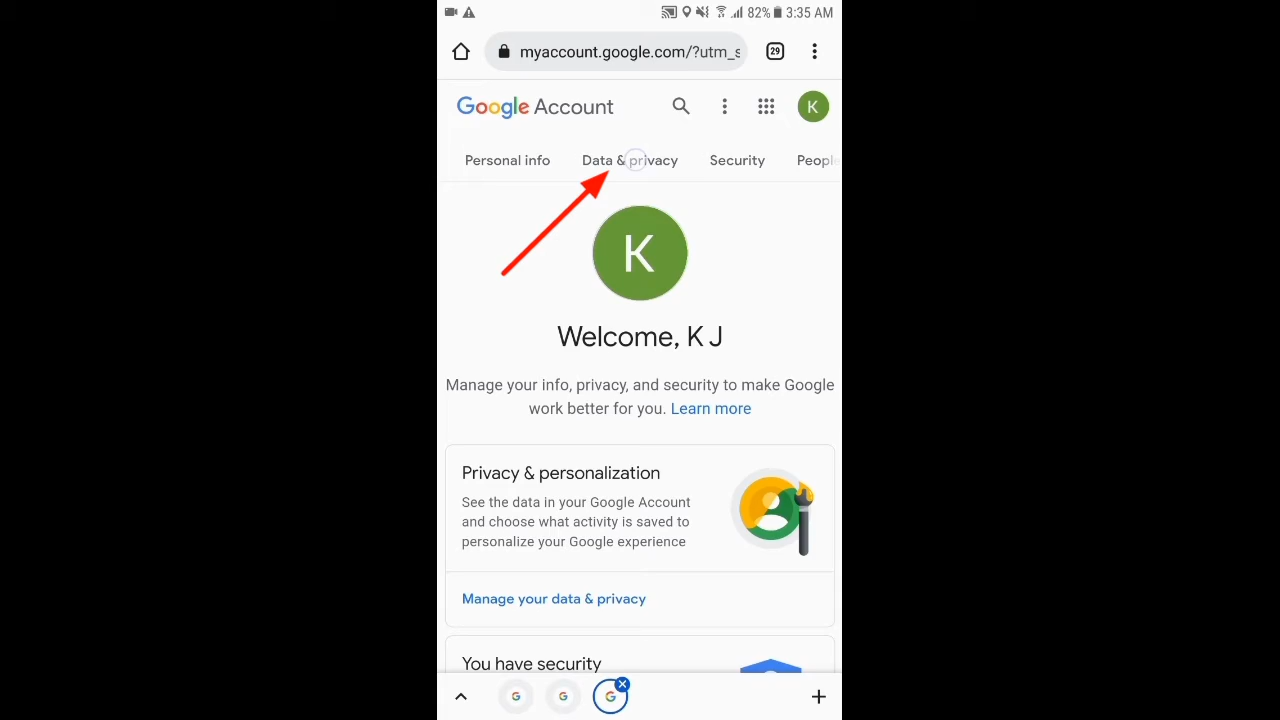 82% 3:35 AM
myaccount.google.com/?utm_s
29
Google Account
K
Personal info
Data & privacy
Security
People
K
Welcome, K J
Manage your info, privacy, and security to make Google
work better for you. Learn more
Privacy & personalization
See the data in your Google Account
and choose what activity is saved to
personalize your Google experience
Manage your data & privacy
You have security
G G G